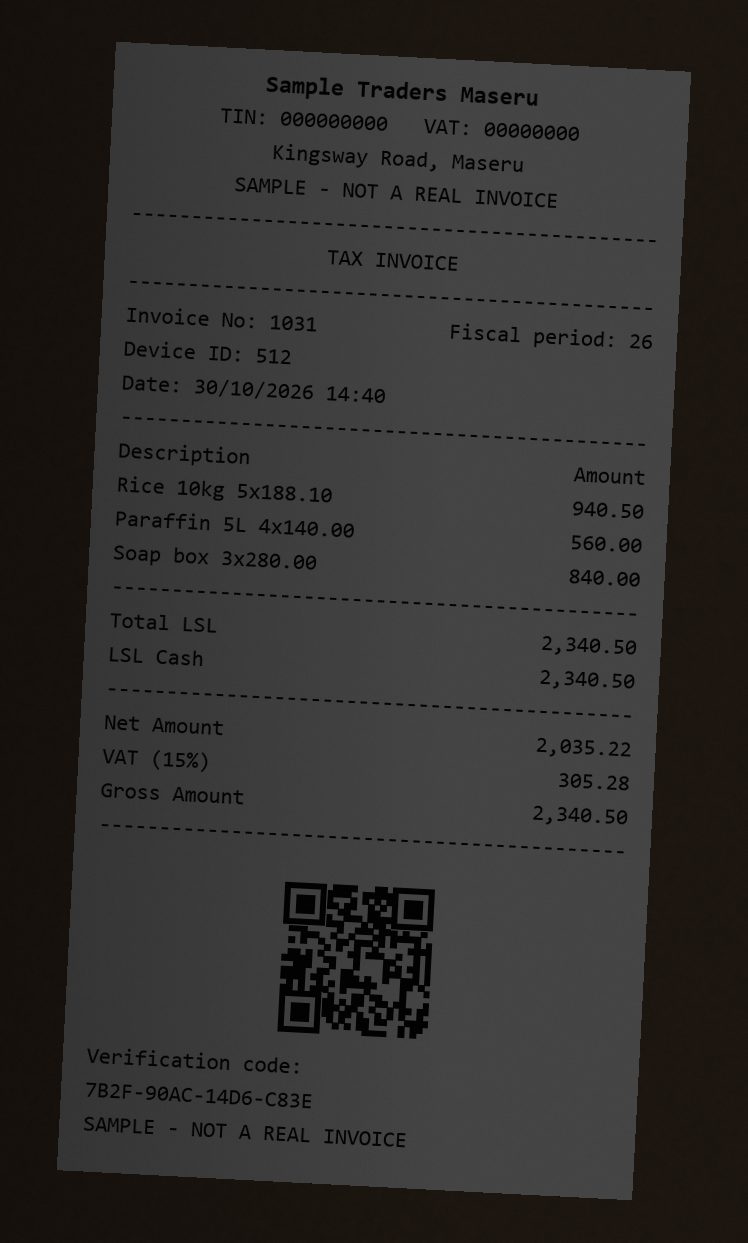 Sample Traders Maseru
TIN: 000000000 VAT: 00000000
Kingsway Road, Maseru
SAMPLE - NOT A REAL INVOICE
TAX INVOICE
Invoice No: 1031 Fiscal period: 26
Device ID: 512
Date: 30/10/2026 14:40
Description Amount
Rice 10kg 5x188.10 940.50
Paraffin 5L 4x140.00 560.00
Soap box 3x280.00 840.00
Total LSL 2,340.50
LSL Cash 2,340.50
Net Amount 2,035.22
VAT (15%) 305.28
Gross Amount 2,340.50
Verification code:
7B2F-90AC-14D6-C83E
SAMPLE - NOT A REAL INVOICE